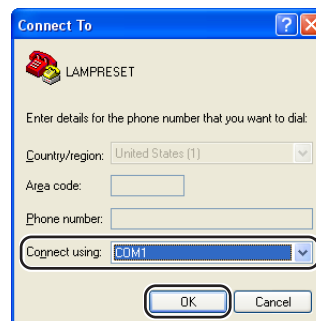 Connect To
LAMPRESET
Enter details for the phone number that you want to dial:
Country/region: United States (1)
Area code:
Phone number:
Connect using: COM1
OK Cancel